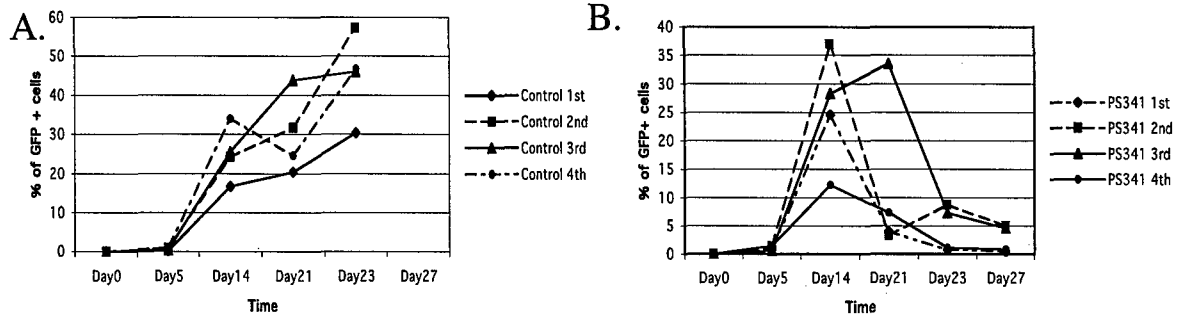 A.
% of GFP + cells
60
50
40
30
20
10
0
Day0 Day5 Day14 Day21 Day23 Day27
Time
Control 1st
Control 2nd
Control 3rd
Control 4th
B.
% of GFP+ cells
40
35
30
25
20
15
10
5
0
Day0 Day5 Day14 Day21 Day23 Day27
Time
PS341 1st
PS341 2nd
PS341 3rd
PS341 4th